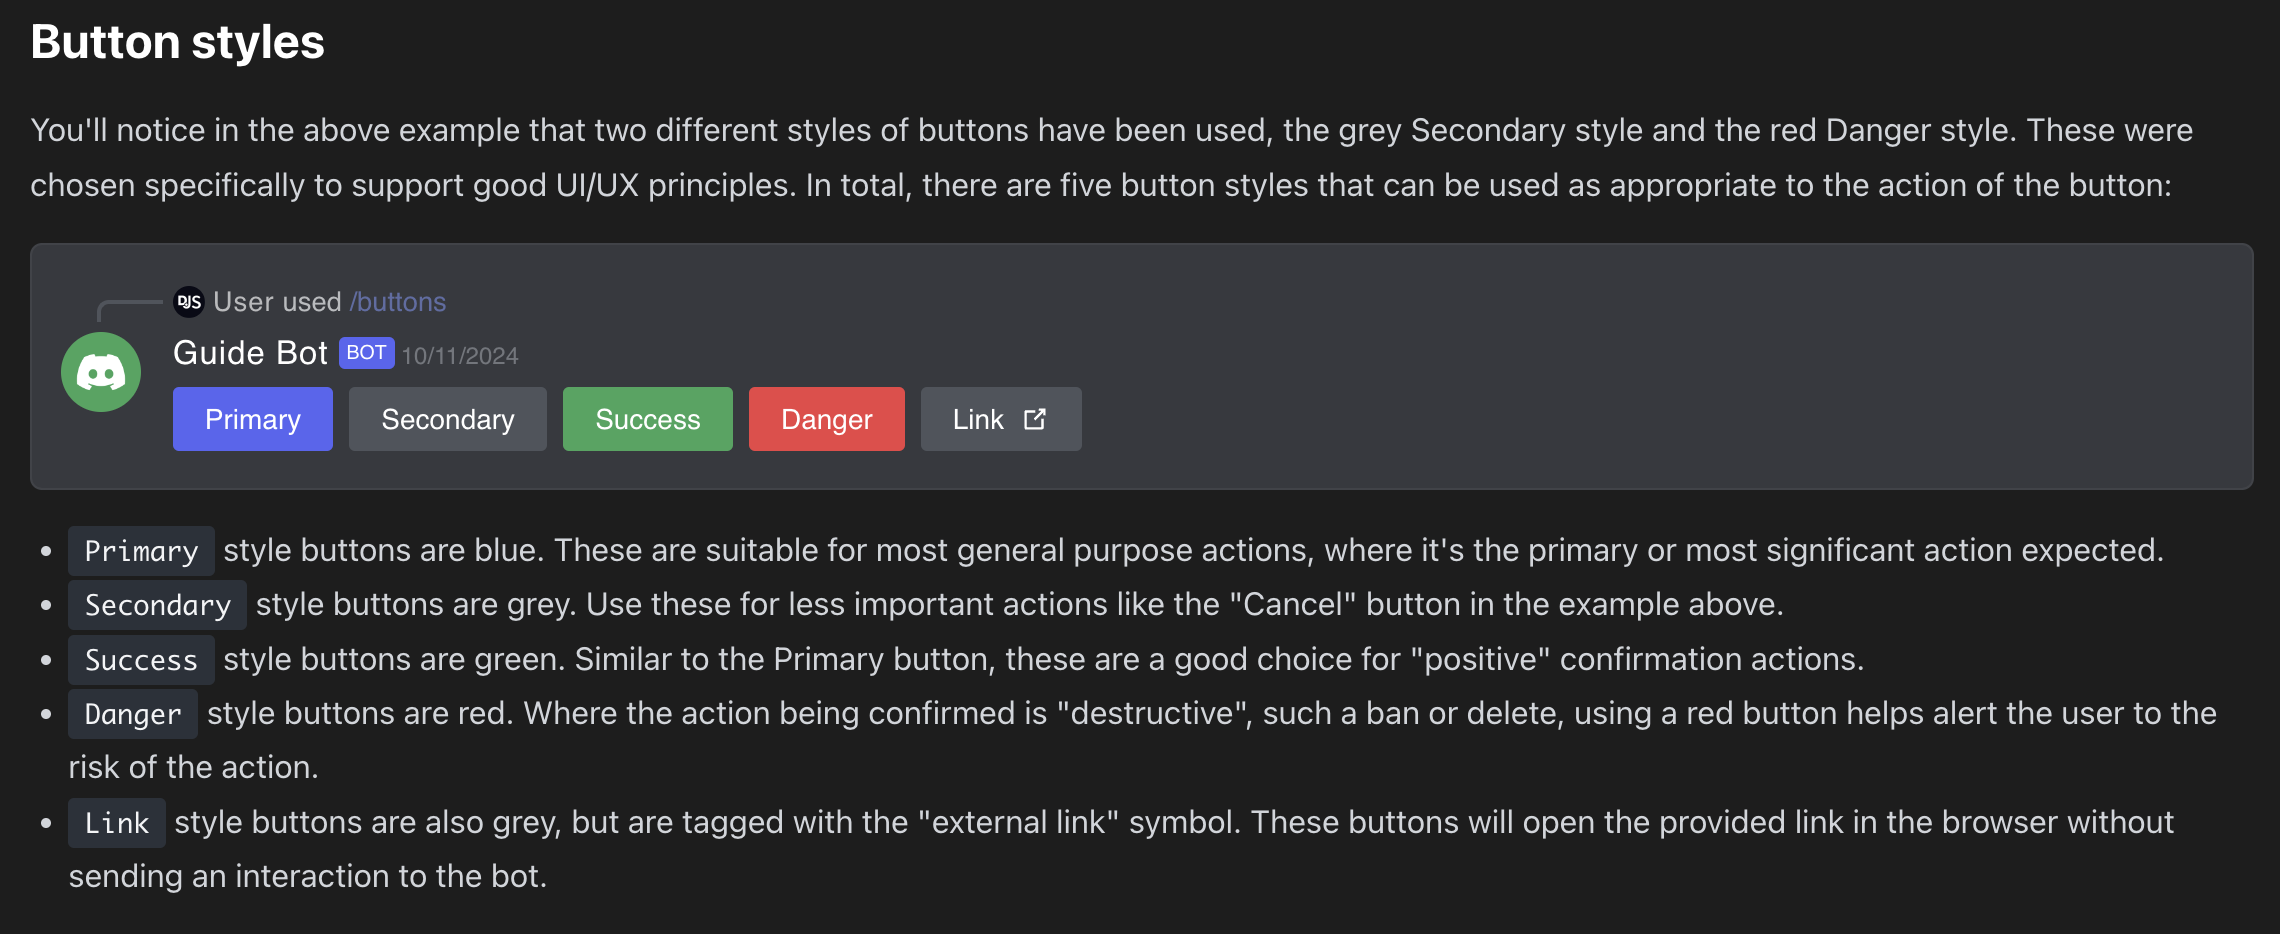 Button styles
You'll notice in the above example that two different styles of buttons have been used, the grey Secondary style and the red Danger style. These were
chosen specifically to support good UI/UX principles. In total, there are five button styles that can be used as appropriate to the action of the button:
DJS User used /buttons
Guide Bot BOT 10/11/2024
Primary Secondary Success Danger Link
Primary style buttons are blue. These are suitable for most general purpose actions, where it's the primary or most significant action expected.
Secondary style buttons are grey. Use these for less important actions like the "Cancel" button in the example above.
Success style buttons are green. Similar to the Primary button, these are a good choice for "positive" confirmation actions.
Danger style buttons are red. Where the action being confirmed is "destructive", such a ban or delete, using a red button helps alert the user to the
risk of the action.
Link style buttons are also grey, but are tagged with the "external link" symbol. These buttons will open the provided link in the browser without
sending an interaction to the bot.